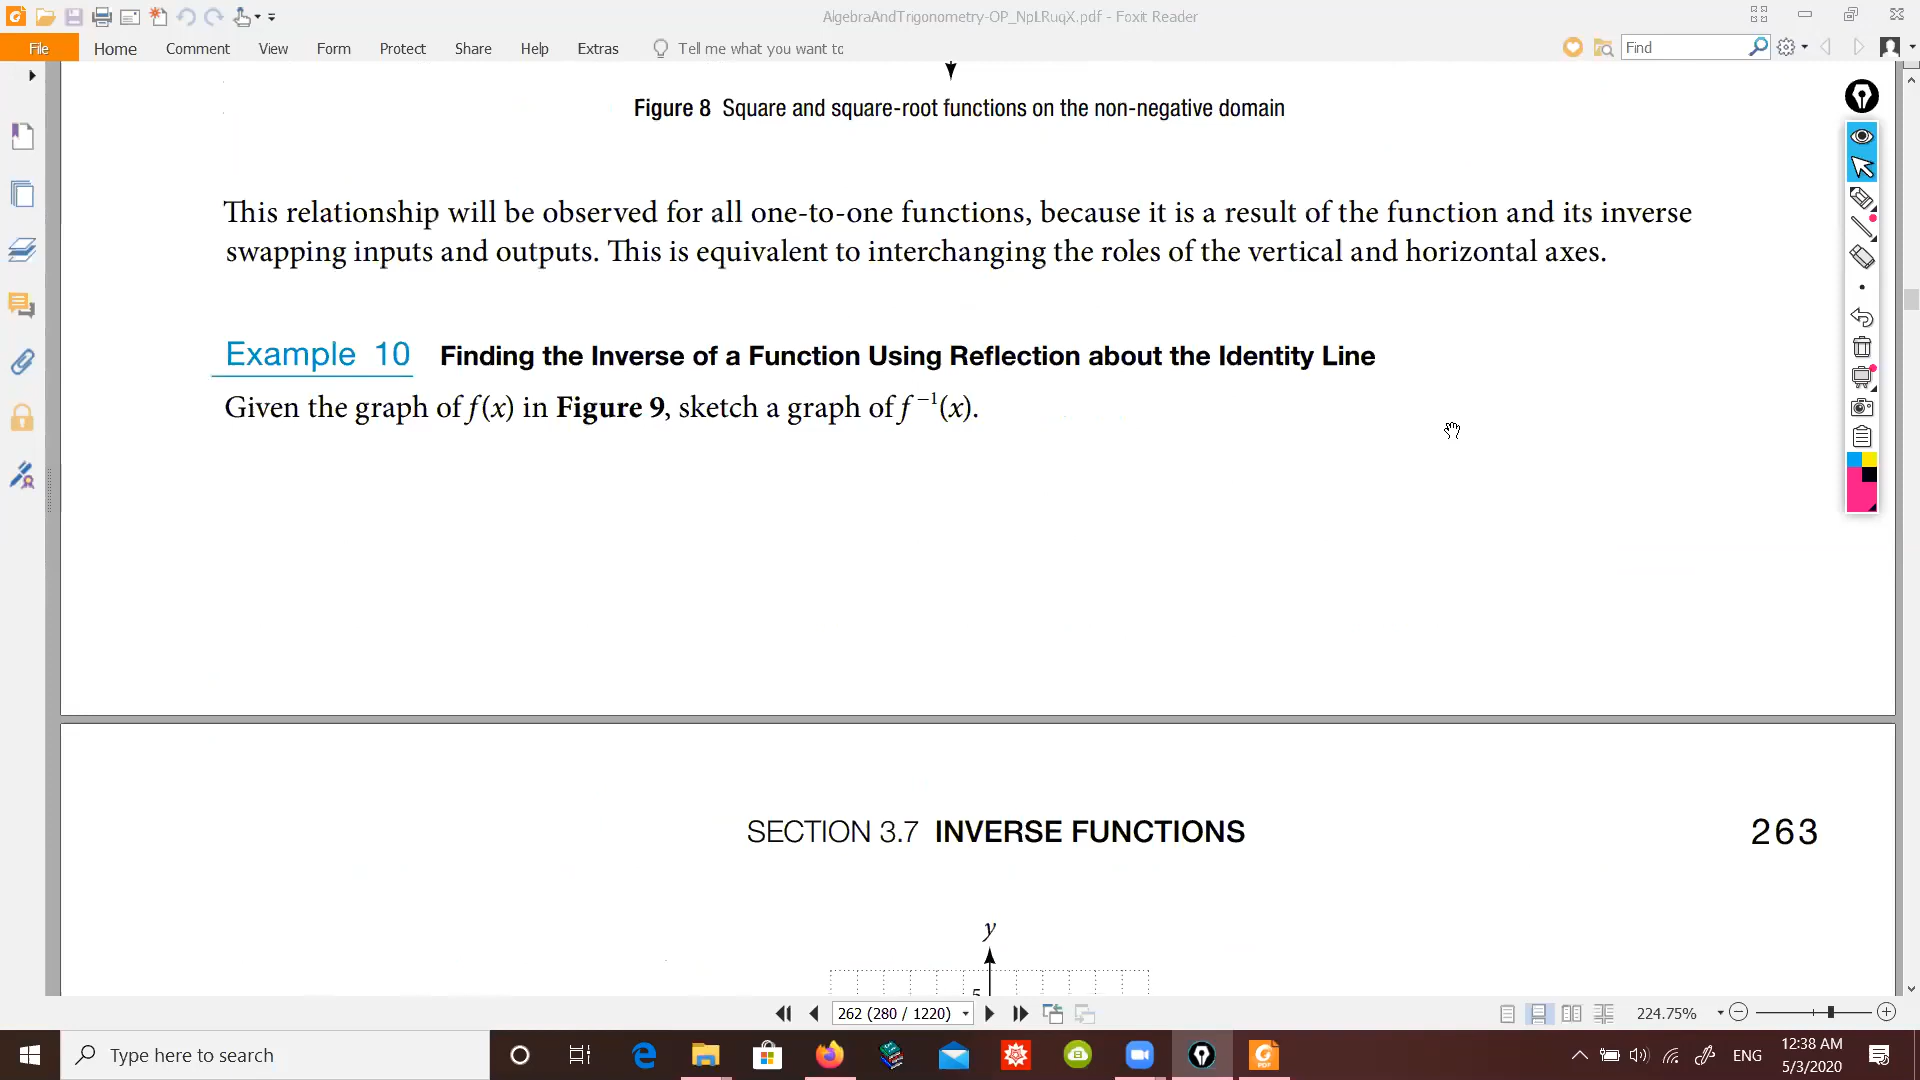 AlgebraAndTrigonometry-OP_NpLRuqX.pdf - Foxit Reader
File Home Comment View Form Protect Share Help Extras Tell me what you want to Find
Figure 8 Square and square-root functions on the non-negative domain
This relationship will be observed for all one-to-one functions, because it is a result of the function and its inverse
swapping inputs and outputs. This is equivalent to interchanging the roles of the vertical and horizontal axes.
Example 10 Finding the Inverse of a Function Using Reflection about the Identity Line
Given the graph of f(x) in Figure 9, sketch a graph of f⁻¹(x).
SECTION 3.7 INVERSE FUNCTIONS 263
y
5
262 (280 / 1220) 224.75%
Type here to search ENG 12:38 AM
5/3/2020